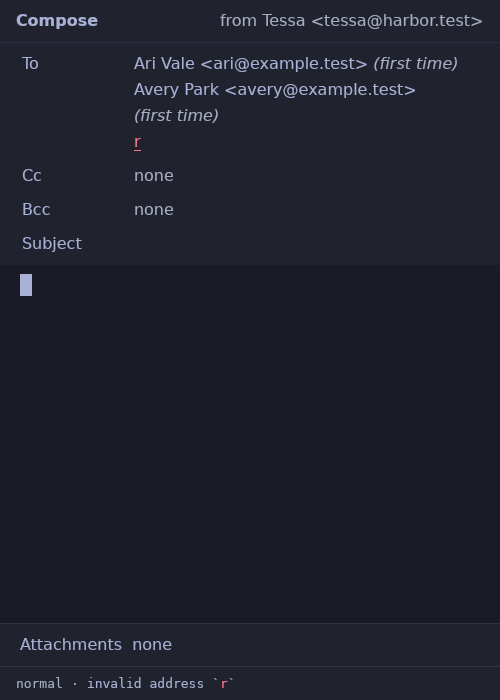 Compose from Tessa <tessa@harbor.test>
To Ari Vale <ari@example.test> (first time)
Avery Park <avery@example.test>
(first time)
r
Cc none
Bcc none
Subject
Attachments none
normal · invalid address `r`